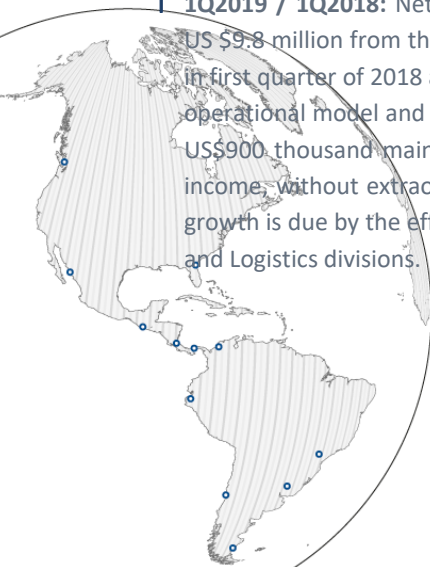 1Q2019 / 1Q2018: Net
US $9.8 million from th
in first quarter of 2018
operational model and
US$900 thousand main
income, without extrac
growth is due by the eff
and Logistics divisions.